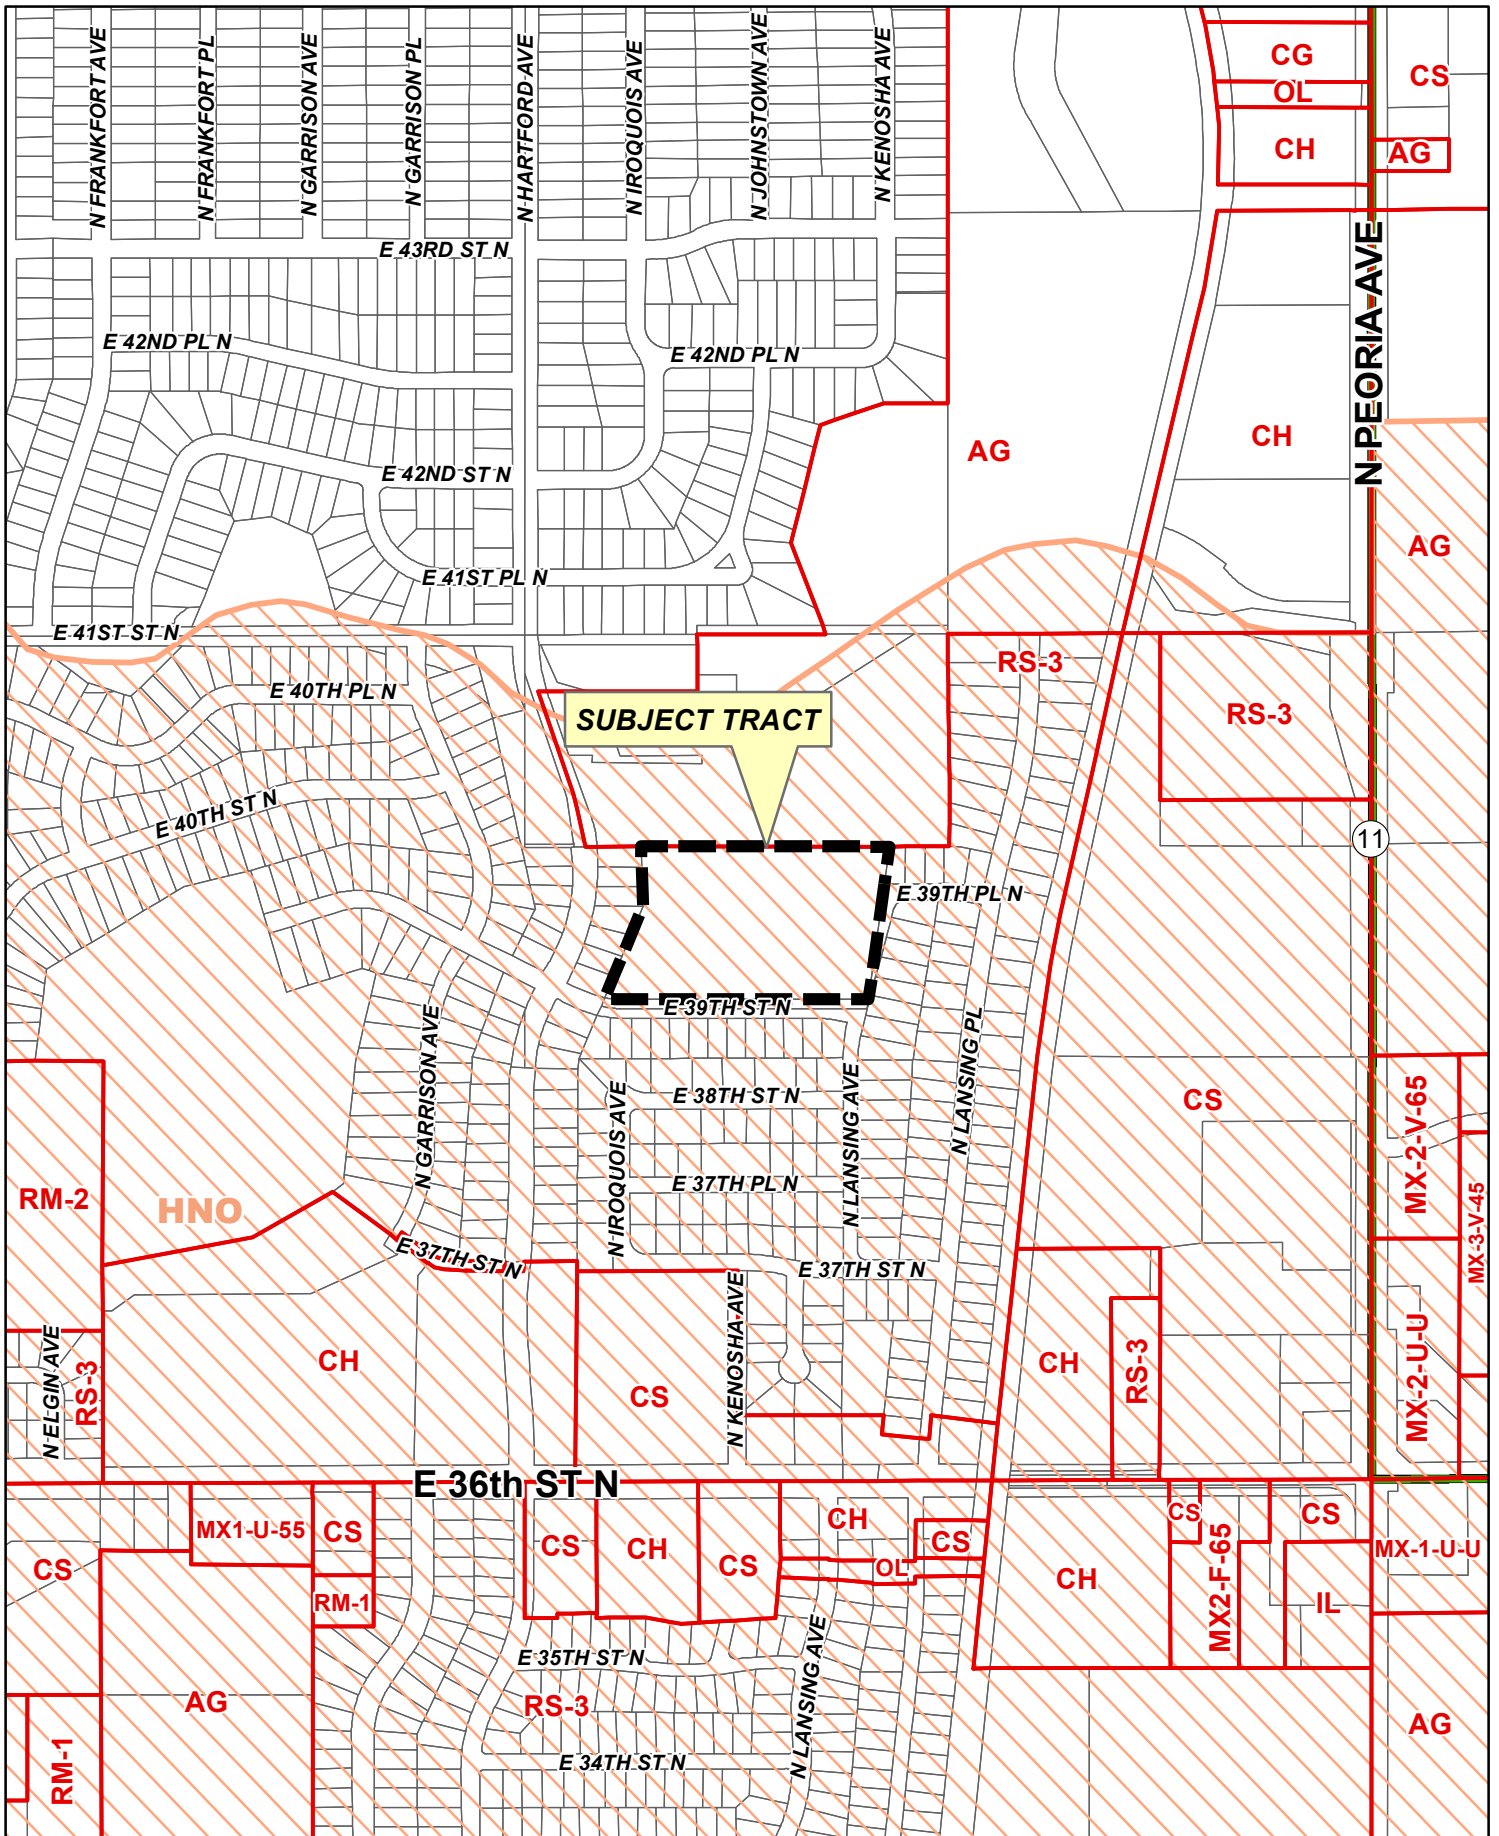 N FRANKFORT AVE
N FRANKFORT PL
N GARRISON AVE
N GARRISON PL
N HARTFORD AVE
N IROQUOIS AVE
N JOHNSTOWN AVE
N KENOSHA AVE
CG
CS
OL
CH
AG
N PEORIA AVE
E 43RD ST N
E 42ND PL N
E 42ND PL N
AG
CH
E 42ND ST N
AG
E 41ST PL N
E 41ST ST N
RS-3
E 40TH PL N
RS-3
SUBJECT TRACT
E 40TH ST N
11
E 39TH PL N
E 39TH ST N
N GARRISON AVE
N LANSING PL
E 38TH ST N
CS
MX-2-V-65
N IROQUOIS AVE
N LANSING AVE
E 37TH PL N
RM-2
HNO
MX-3-V-45
E 37TH ST N
E 37TH ST N
N KENOSHA AVE
N ELGIN AVE
RS-3
CH
CS
CH
RS-3
MX-2-U-U
E 36th ST N
MX1-U-55
CS
CS
CH
CS
CH
CS
OL
CS
CS
MX-1-U-U
CS
RM-1
CH
MX2-F-65
IL
E 35TH ST N
N LANSING AVE
AG
RS-3
AG
RM-1
E 34TH ST N